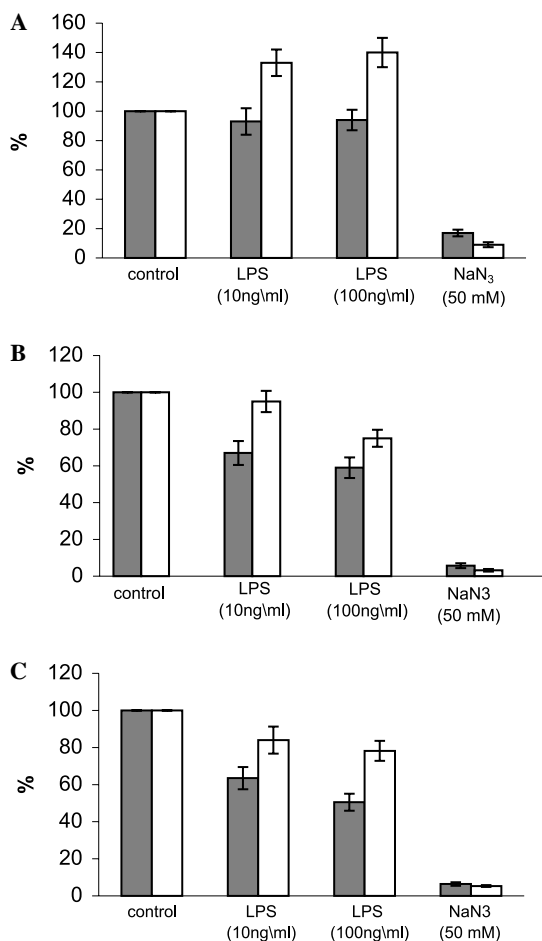 A
160
140
120
100
80
60
40
20
0
%
control LPS LPS NaN₃
(10ng\ml) (100ng\ml) (50 mM)
B
120
100
80
60
40
20
0
%
control LPS LPS NaN3
(10ng\ml) (100ng\ml) (50 mM)
C
120
100
80
60
40
20
0
%
control LPS LPS NaN3
(10ng\ml) (100ng\ml) (50 mM)